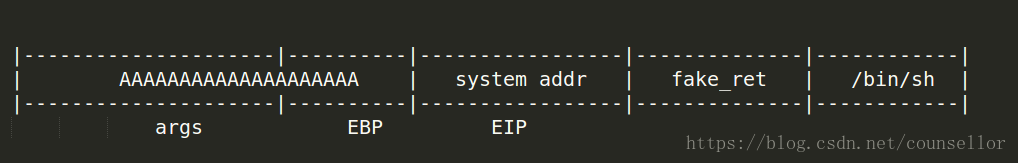 |---------------------|----------|-----------------|--------------|------------|
| AAAAAAAAAAAAAAAAAAAA | system addr | fake_ret | /bin/sh |
|---------------------|----------|-----------------|--------------|------------|
args EBP EIP
https://blog.csdn.net/counsellor